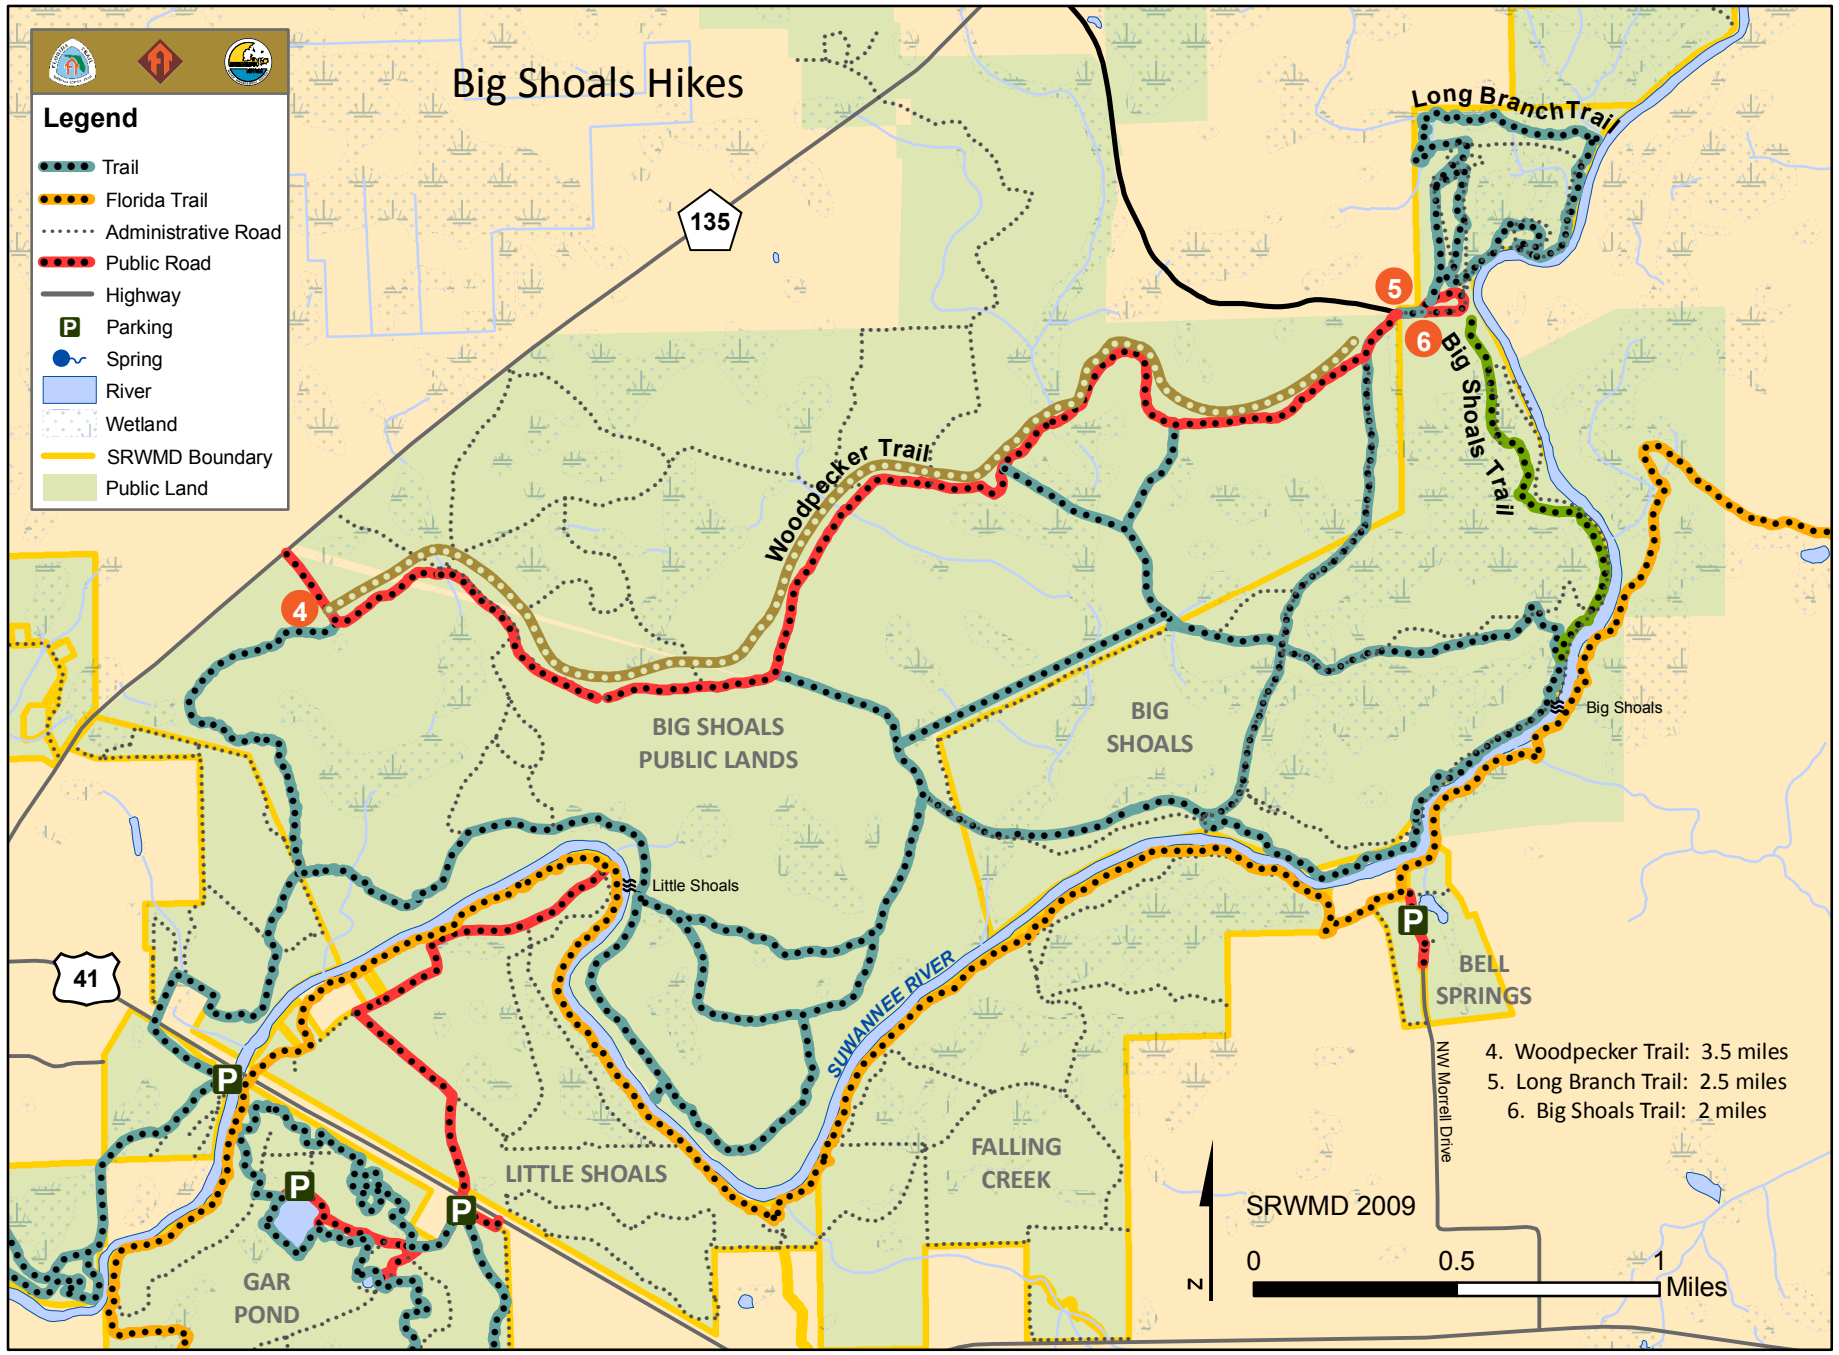 Big Shoals Hikes
Legend
Trail
Florida Trail
Administrative Road
Public Road
Highway
P Parking
Spring
River
Wetland
SRWMD Boundary
Public Land
135
Long Branch Trail
5
6
Big Shoals Trail
Woodpecker Trail
4
BIG SHOALS
PUBLIC LANDS
BIG
SHOALS
Big Shoals
Little Shoals
P
41
SUWANNEE RIVER
BELL
SPRINGS
P
NW Morrell Drive
4. Woodpecker Trail: 3.5 miles
5. Long Branch Trail: 2.5 miles
6. Big Shoals Trail: 2 miles
LITTLE SHOALS
FALLING
CREEK
P
P
GAR
POND
N
SRWMD 2009
0 0.5 1
Miles